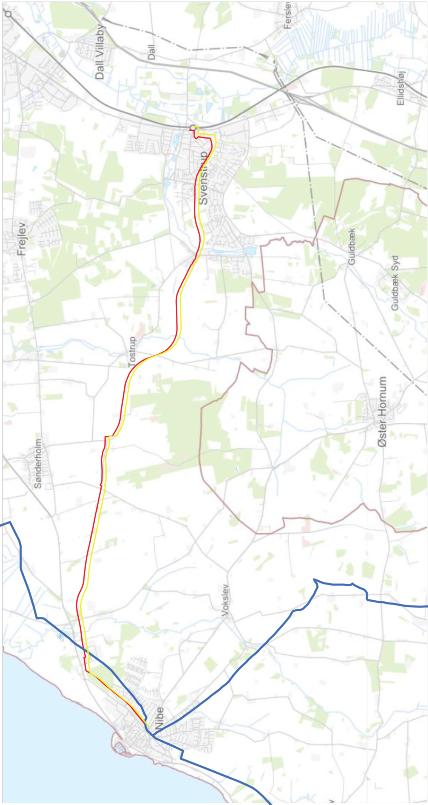 Dall Villaby
Dall
Ferslev
Ellidshøj
Svenstrup
Frejlev
Guldbæk
Guldbæk Syd
Tostrup
Øster Hornum
Sønderholm
Vokslev
Nibe